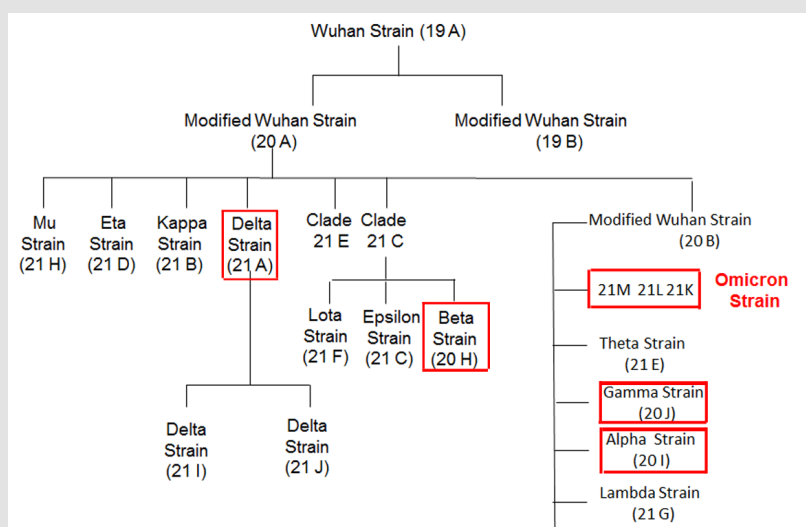 Wuhan Strain (19 A)
Modified Wuhan Strain
(20 A)
Modified Wuhan Strain
(19 B)
Mu
Strain
(21 H)
Eta
Strain
(21 D)
Kappa
Strain
(21 B)
Delta
Strain
(21 A)
Clade
21 E
Clade
21 C
Modified Wuhan Strain
(20 B)
21M 21L 21K
Omicron
Strain
Lota
Strain
(21 F)
Epsilon
Strain
(21 C)
Beta
Strain
(20 H)
Theta Strain
(21 E)
Gamma Strain
(20 J)
Alpha Strain
(20 I)
Delta
Strain
(21 I)
Delta
Strain
(21 J)
Lambda Strain
(21 G)